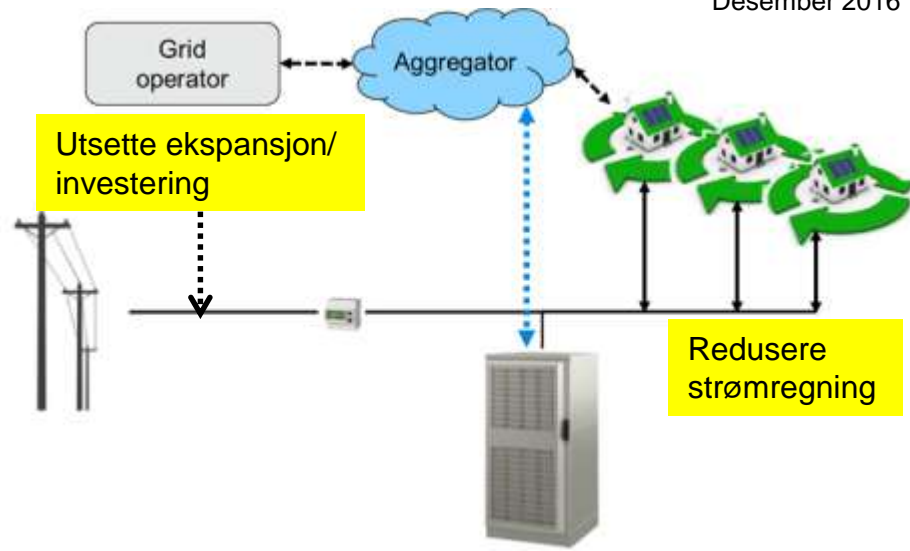 Desember 2016
Grid
operator
Aggregator
Utsette ekspansjon/
investering
Redusere
strømregning